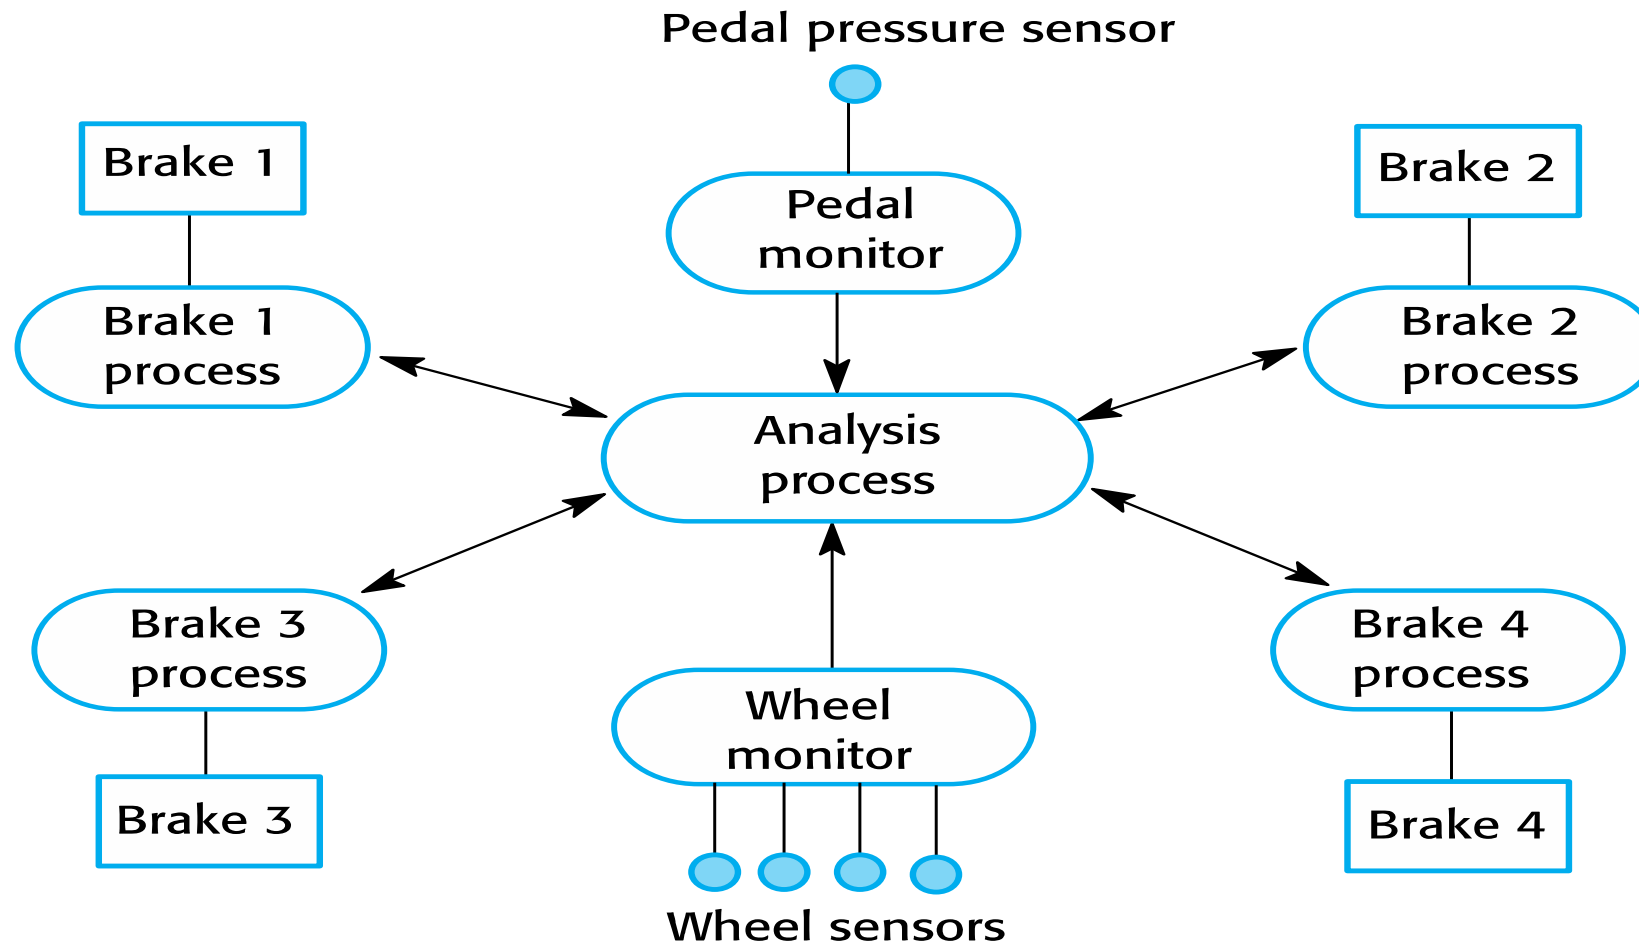 Pedal pressure sensor
Brake 1
Brake 2
Pedal
monitor
Brake 1
process
Brake 2
process
Analysis
process
Brake 3
process
Brake 4
process
Wheel
monitor
Brake 3
Brake 4
Wheel sensors